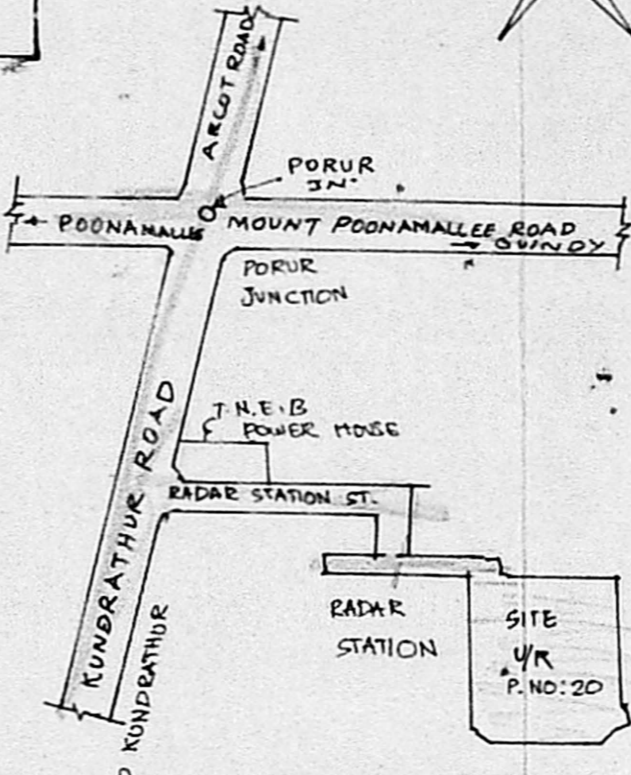 ARCOT ROAD
PORUR
JN.
POONAMALLEE
MOUNT POONAMALLEE ROAD
GUINDY
PORUR
JUNCTION
T.N.E.B
POWER HOUSE
KUNDRATHUR ROAD
RADAR STATION ST.
RADAR
STATION
SITE
U/R
P.NO:20
KUNDRATHUR